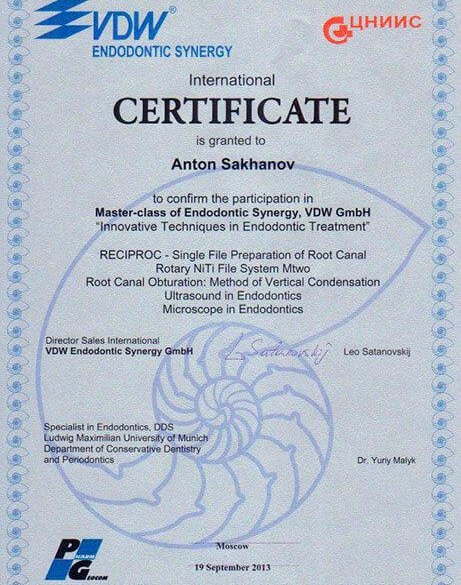 VDW®
ENDODONTIC SYNERGY
ЦНИИС
International
CERTIFICATE
is granted to
Anton Sakhanov
to confirm the participation in
Master-class of Endodontic Synergy, VDW GmbH
"Innovative Techniques in Endodontic Treatment"
RECIPROC - Single File Preparation of Root Canal
Rotary NiTi File System Mtwo
Root Canal Obturation: Method of Vertical Condensation
Ultrasound in Endodontics
Microscope in Endodontics
Director Sales International
VDW Endodontic Synergy GmbH
L. Satanovskij
Leo Satanovskij
Specialist in Endodontics, DDS
Ludwig Maximilian University of Munich
Department of Conservative Dentistry
and Periodontics
Dr. Yuriy Malyk
PHARM
GEOCOM
Moscow
19 September 2013